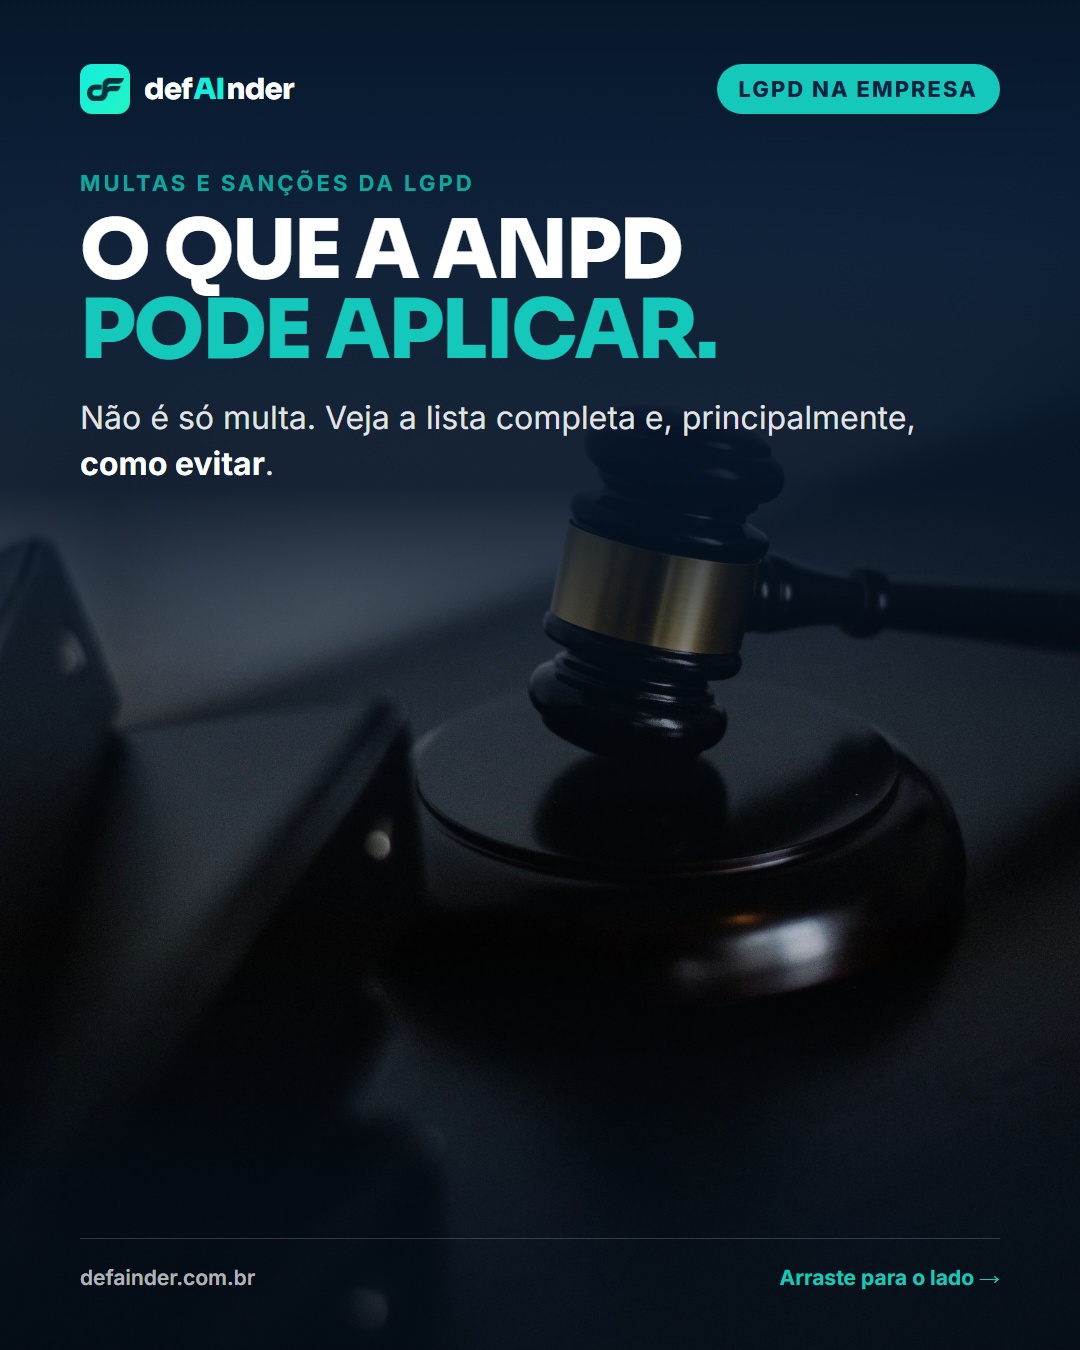 defAInder
LGPD NA EMPRESA
MULTAS E SANÇÕES DA LGPD
O QUE A ANPD
PODE APLICAR.
Não é só multa. Veja a lista completa e, principalmente,
como evitar.
defainder.com.br
Arraste para o lado →